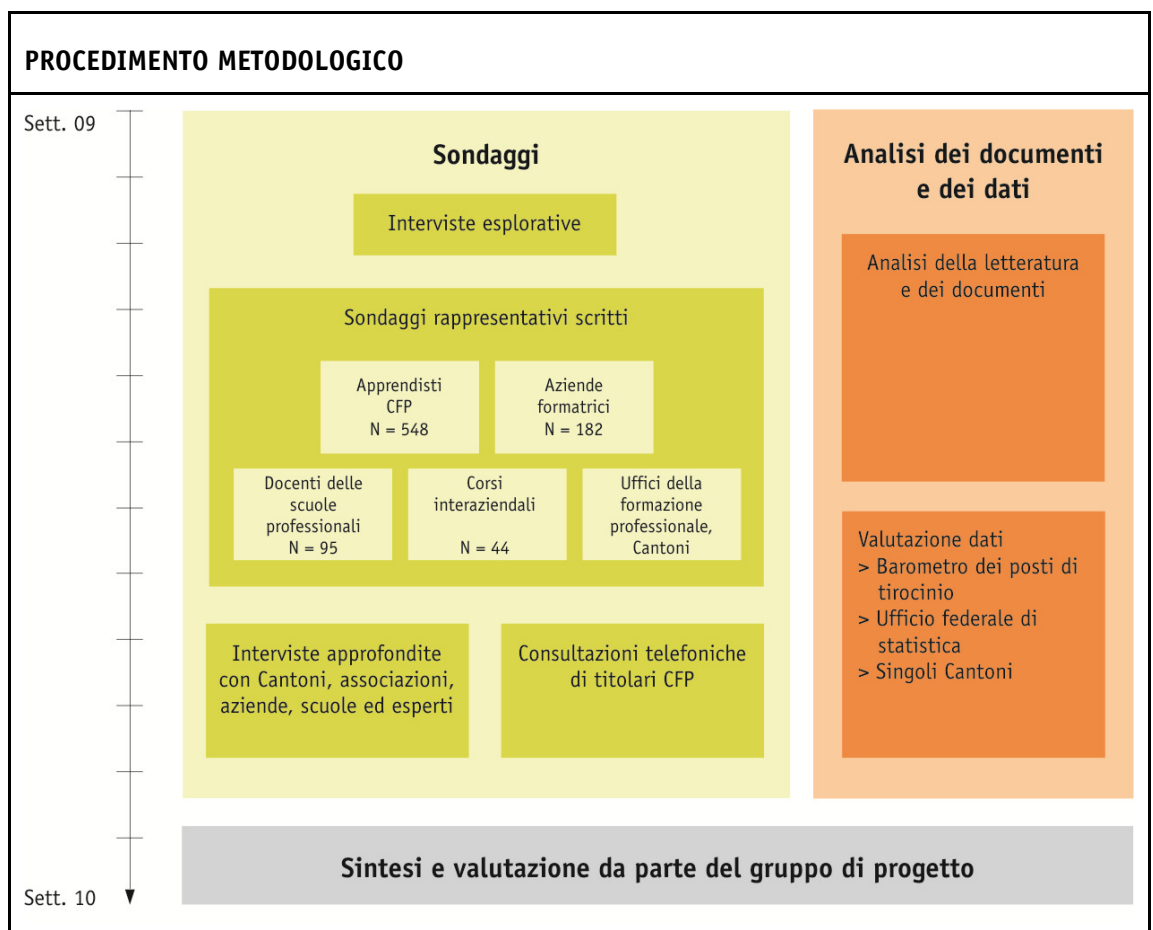 PROCEDIMENTO METODOLOGICO
Sett. 09
Sondaggi
Interviste esplorative
Sondaggi rappresentativi scritti
Apprendisti
CFP
N = 548
Aziende
formatrici
N = 182
Docenti delle
scuole
professionali
N = 95
Corsi
interaziendali
N = 44
Uffici della
formazione
professionale,
Cantoni
Interviste approfondite
con Cantoni, associazioni,
aziende, scuole ed esperti
Consultazioni telefoniche
di titolari CFP
Analisi dei documenti
e dei dati
Analisi della letteratura
e dei documenti
Valutazione dati
> Barometro dei posti di
tirocinio
> Ufficio federale di
statistica
> Singoli Cantoni
Sintesi e valutazione da parte del gruppo di progetto
Sett. 10